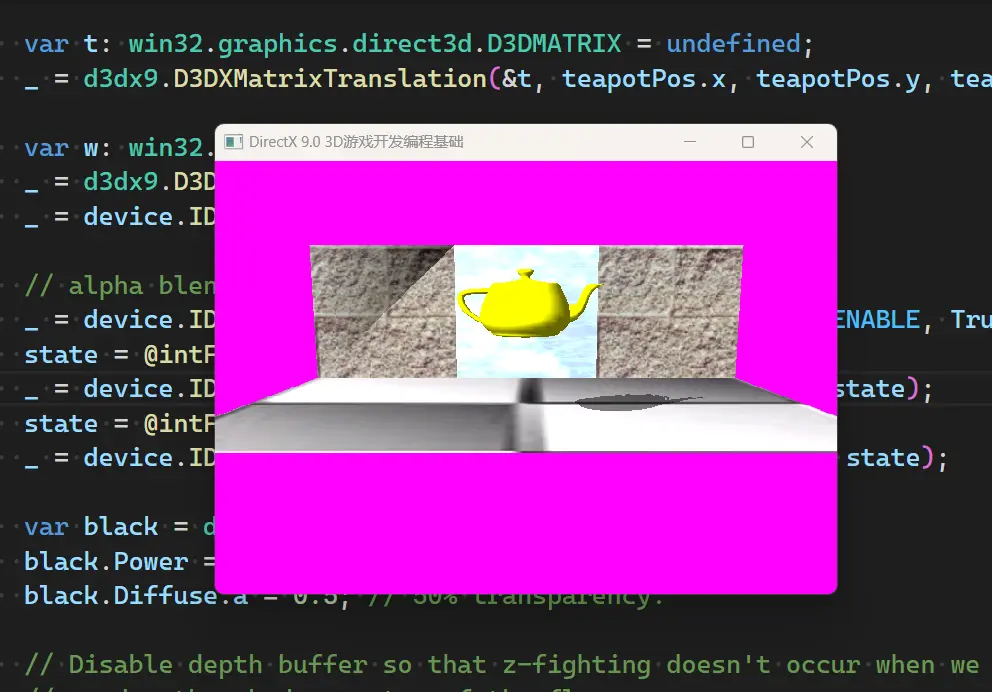 var t: win32.graphics.direct3d.D3DMATRIX = undefined;
_ = d3dx9.D3DXMatrixTranslation(&t, teapotPos.x, teapotPos.y, tea
DirectX 9.0 3D游戏开发编程基础
var w: win32.
_ = d3dx9.D3D
_ = device.ID
// alpha blen
_ = device.ID ENABLE, Tru
state = @intF
_ = device.ID state);
state = @intF
_ = device.ID state);
var black = d
black.Power =
black.Diffuse.a = 0.5; // 50% transparency.
// Disable depth buffer so that z-fighting doesn't occur when we